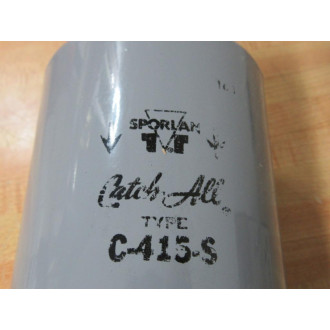 SPORLAN
Catch-All
TYPE
C-415-S